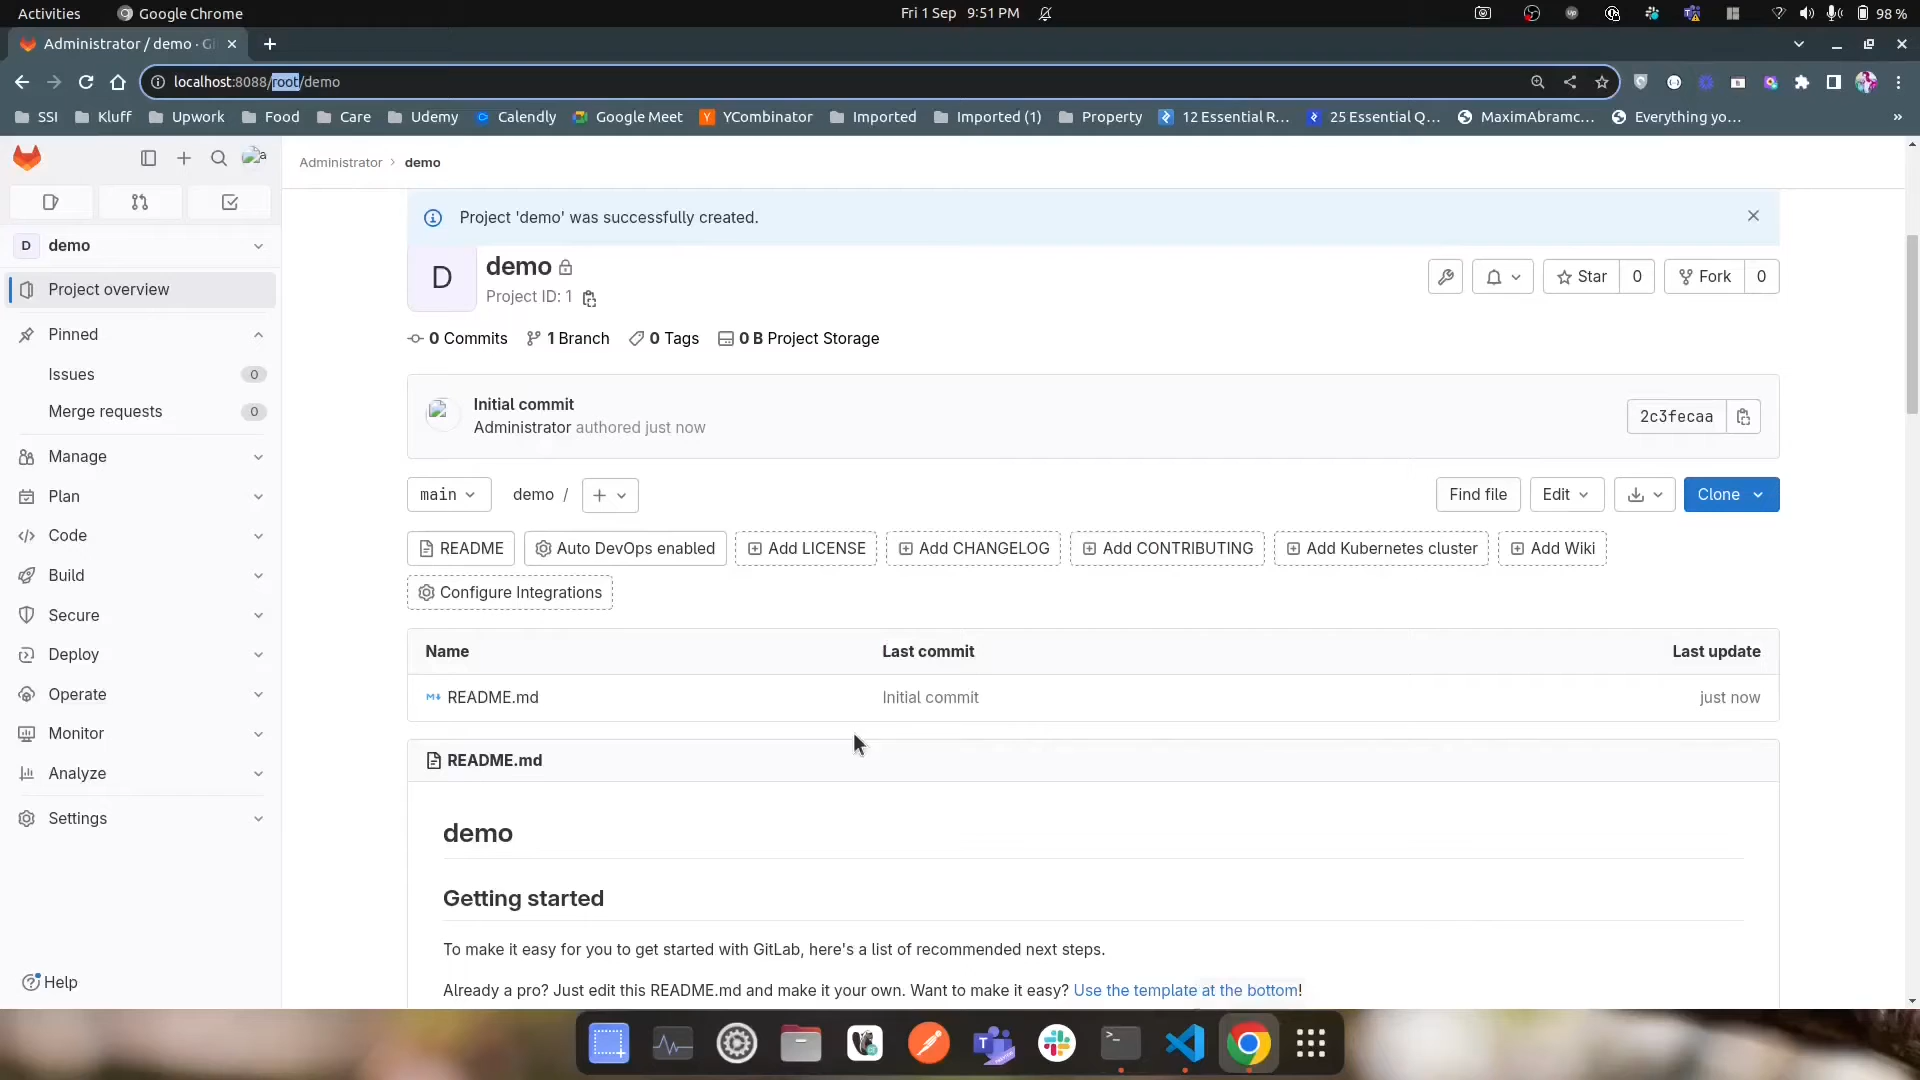 Activities Google Chrome Fri 1 Sep 9:51 PM 98 %
Administrator / demo · G
localhost:8088/root/demo
SSI Kluff Upwork Food Care Udemy Calendly Google Meet YCombinator Imported Imported (1) Property 12 Essential R... 25 Essential Q... MaximAbramc... Everything yo... »
Administrator > demo
Project 'demo' was successfully created.
D demo
D
demo
Project ID: 1
Star 0 Fork 0
Project overview
Pinned
0 Commits 1 Branch 0 Tags 0 B Project Storage
Issues 0
Merge requests 0
Initial commit
Administrator authored just now
2c3fecaa
Manage
Plan
Code
Build
Secure
Deploy
Operate
Monitor
Analyze
Settings
Help
main demo / + Find file Edit Clone
README Auto DevOps enabled Add LICENSE Add CHANGELOG Add CONTRIBUTING Add Kubernetes cluster Add Wiki
Configure Integrations
Name Last commit Last update
README.md Initial commit just now
README.md
demo
Getting started
To make it easy for you to get started with GitLab, here's a list of recommended next steps.
Already a pro? Just edit this README.md and make it your own. Want to make it easy? Use the template at the bottom!